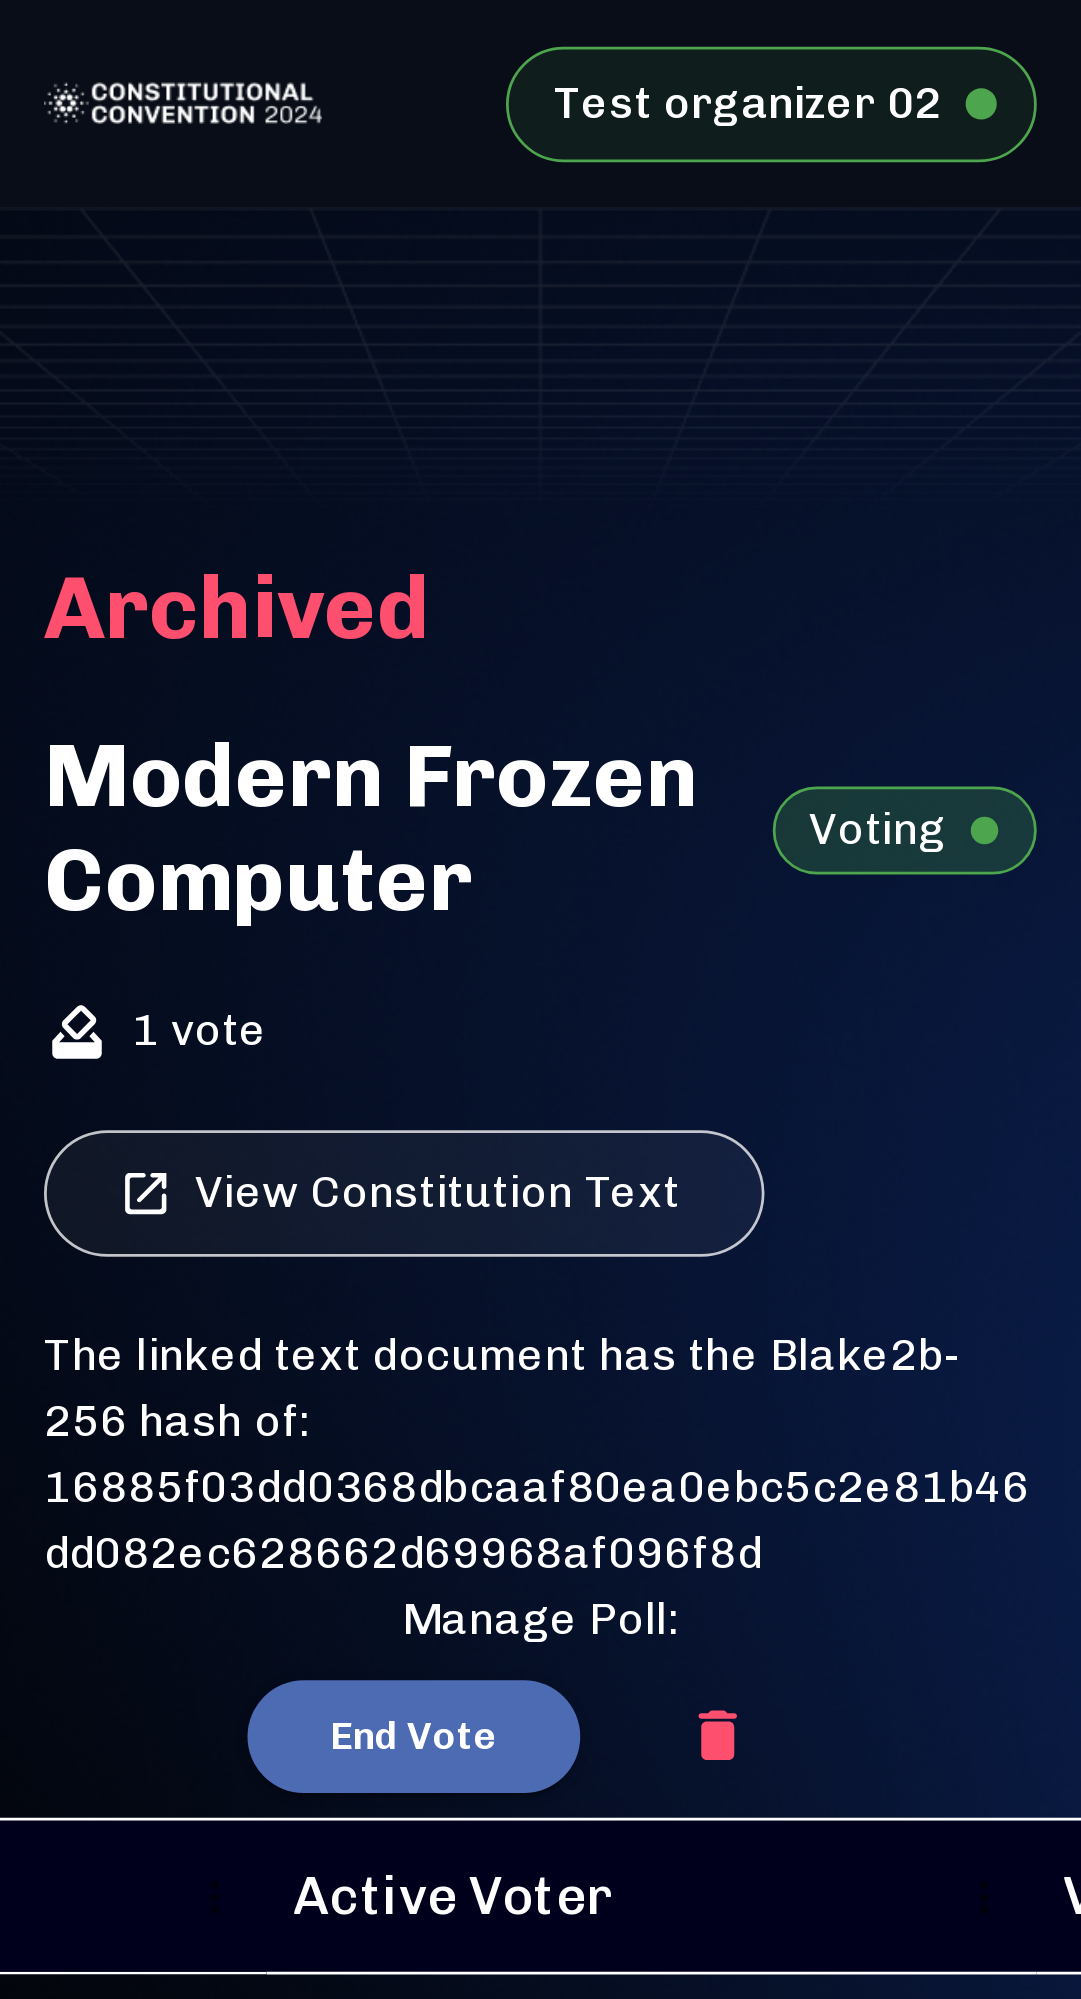 CONSTITUTIONAL
CONVENTION 2024
Test organizer 02
Archived
Modern Frozen
Computer
Voting
1 vote
View Constitution Text
The linked text document has the Blake2b-
256 hash of:
16885f03dd0368dbcaaf80ea0ebc5c2e81b46
dd082ec628662d69968af096f8d
Manage Poll:
End Vote
Active Voter